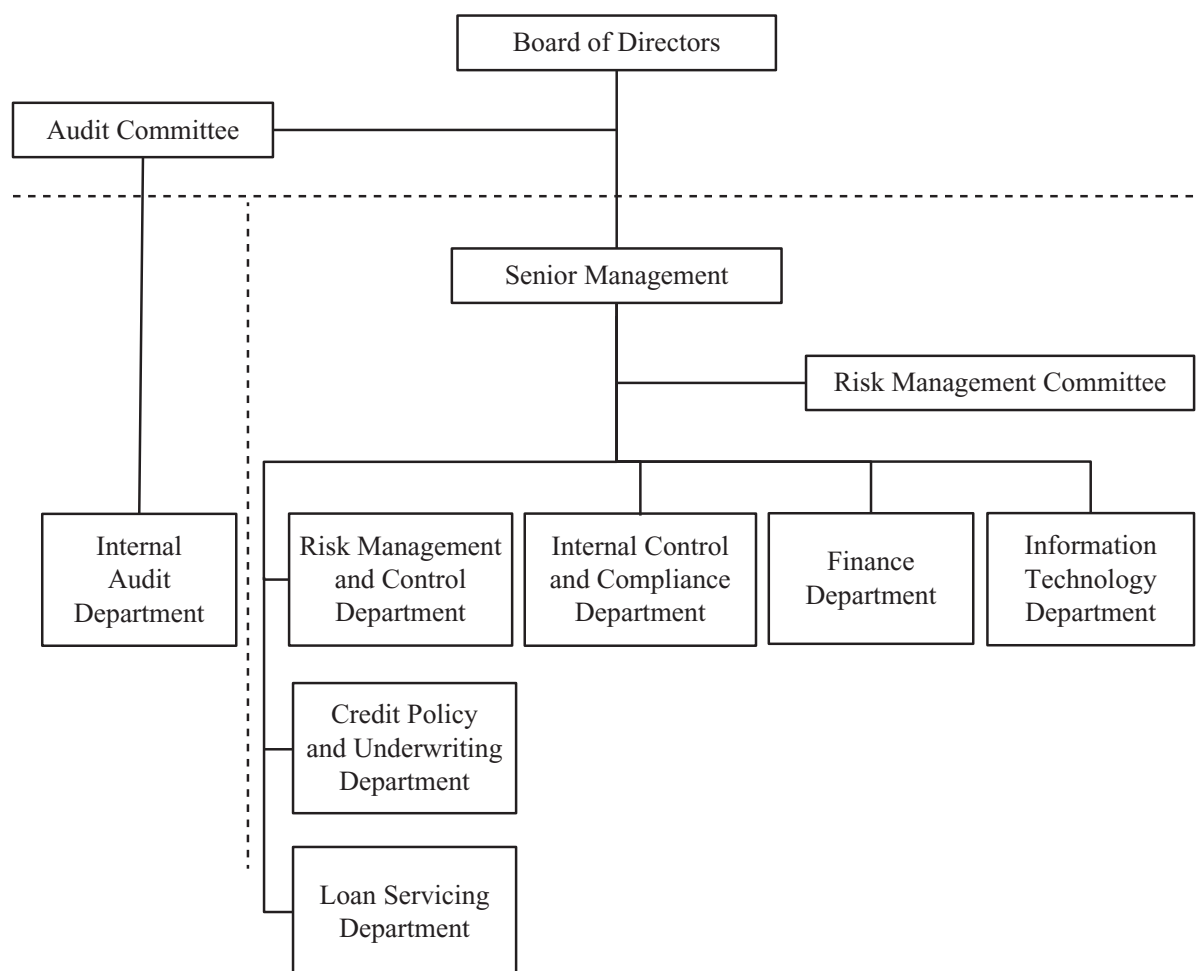 Board of Directors
Audit Committee
Senior Management
Risk Management Committee
Internal
Audit
Department
Risk Management
and Control
Department
Internal Control
and Compliance
Department
Finance
Department
Information
Technology
Department
Credit Policy
and Underwriting
Department
Loan Servicing
Department